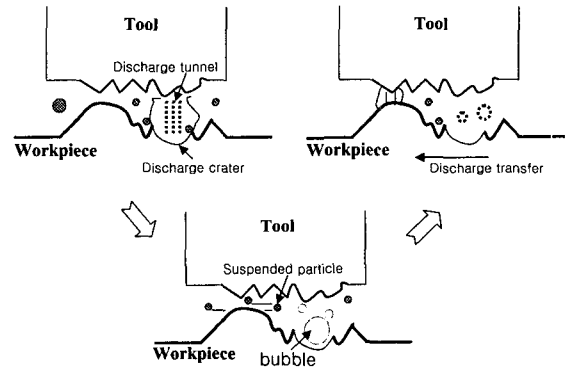 Tool
Discharge tunnel
Workpiece
Discharge crater
Tool
Workpiece
Discharge transfer
Tool
Suspended particle
Workpiece
bubble